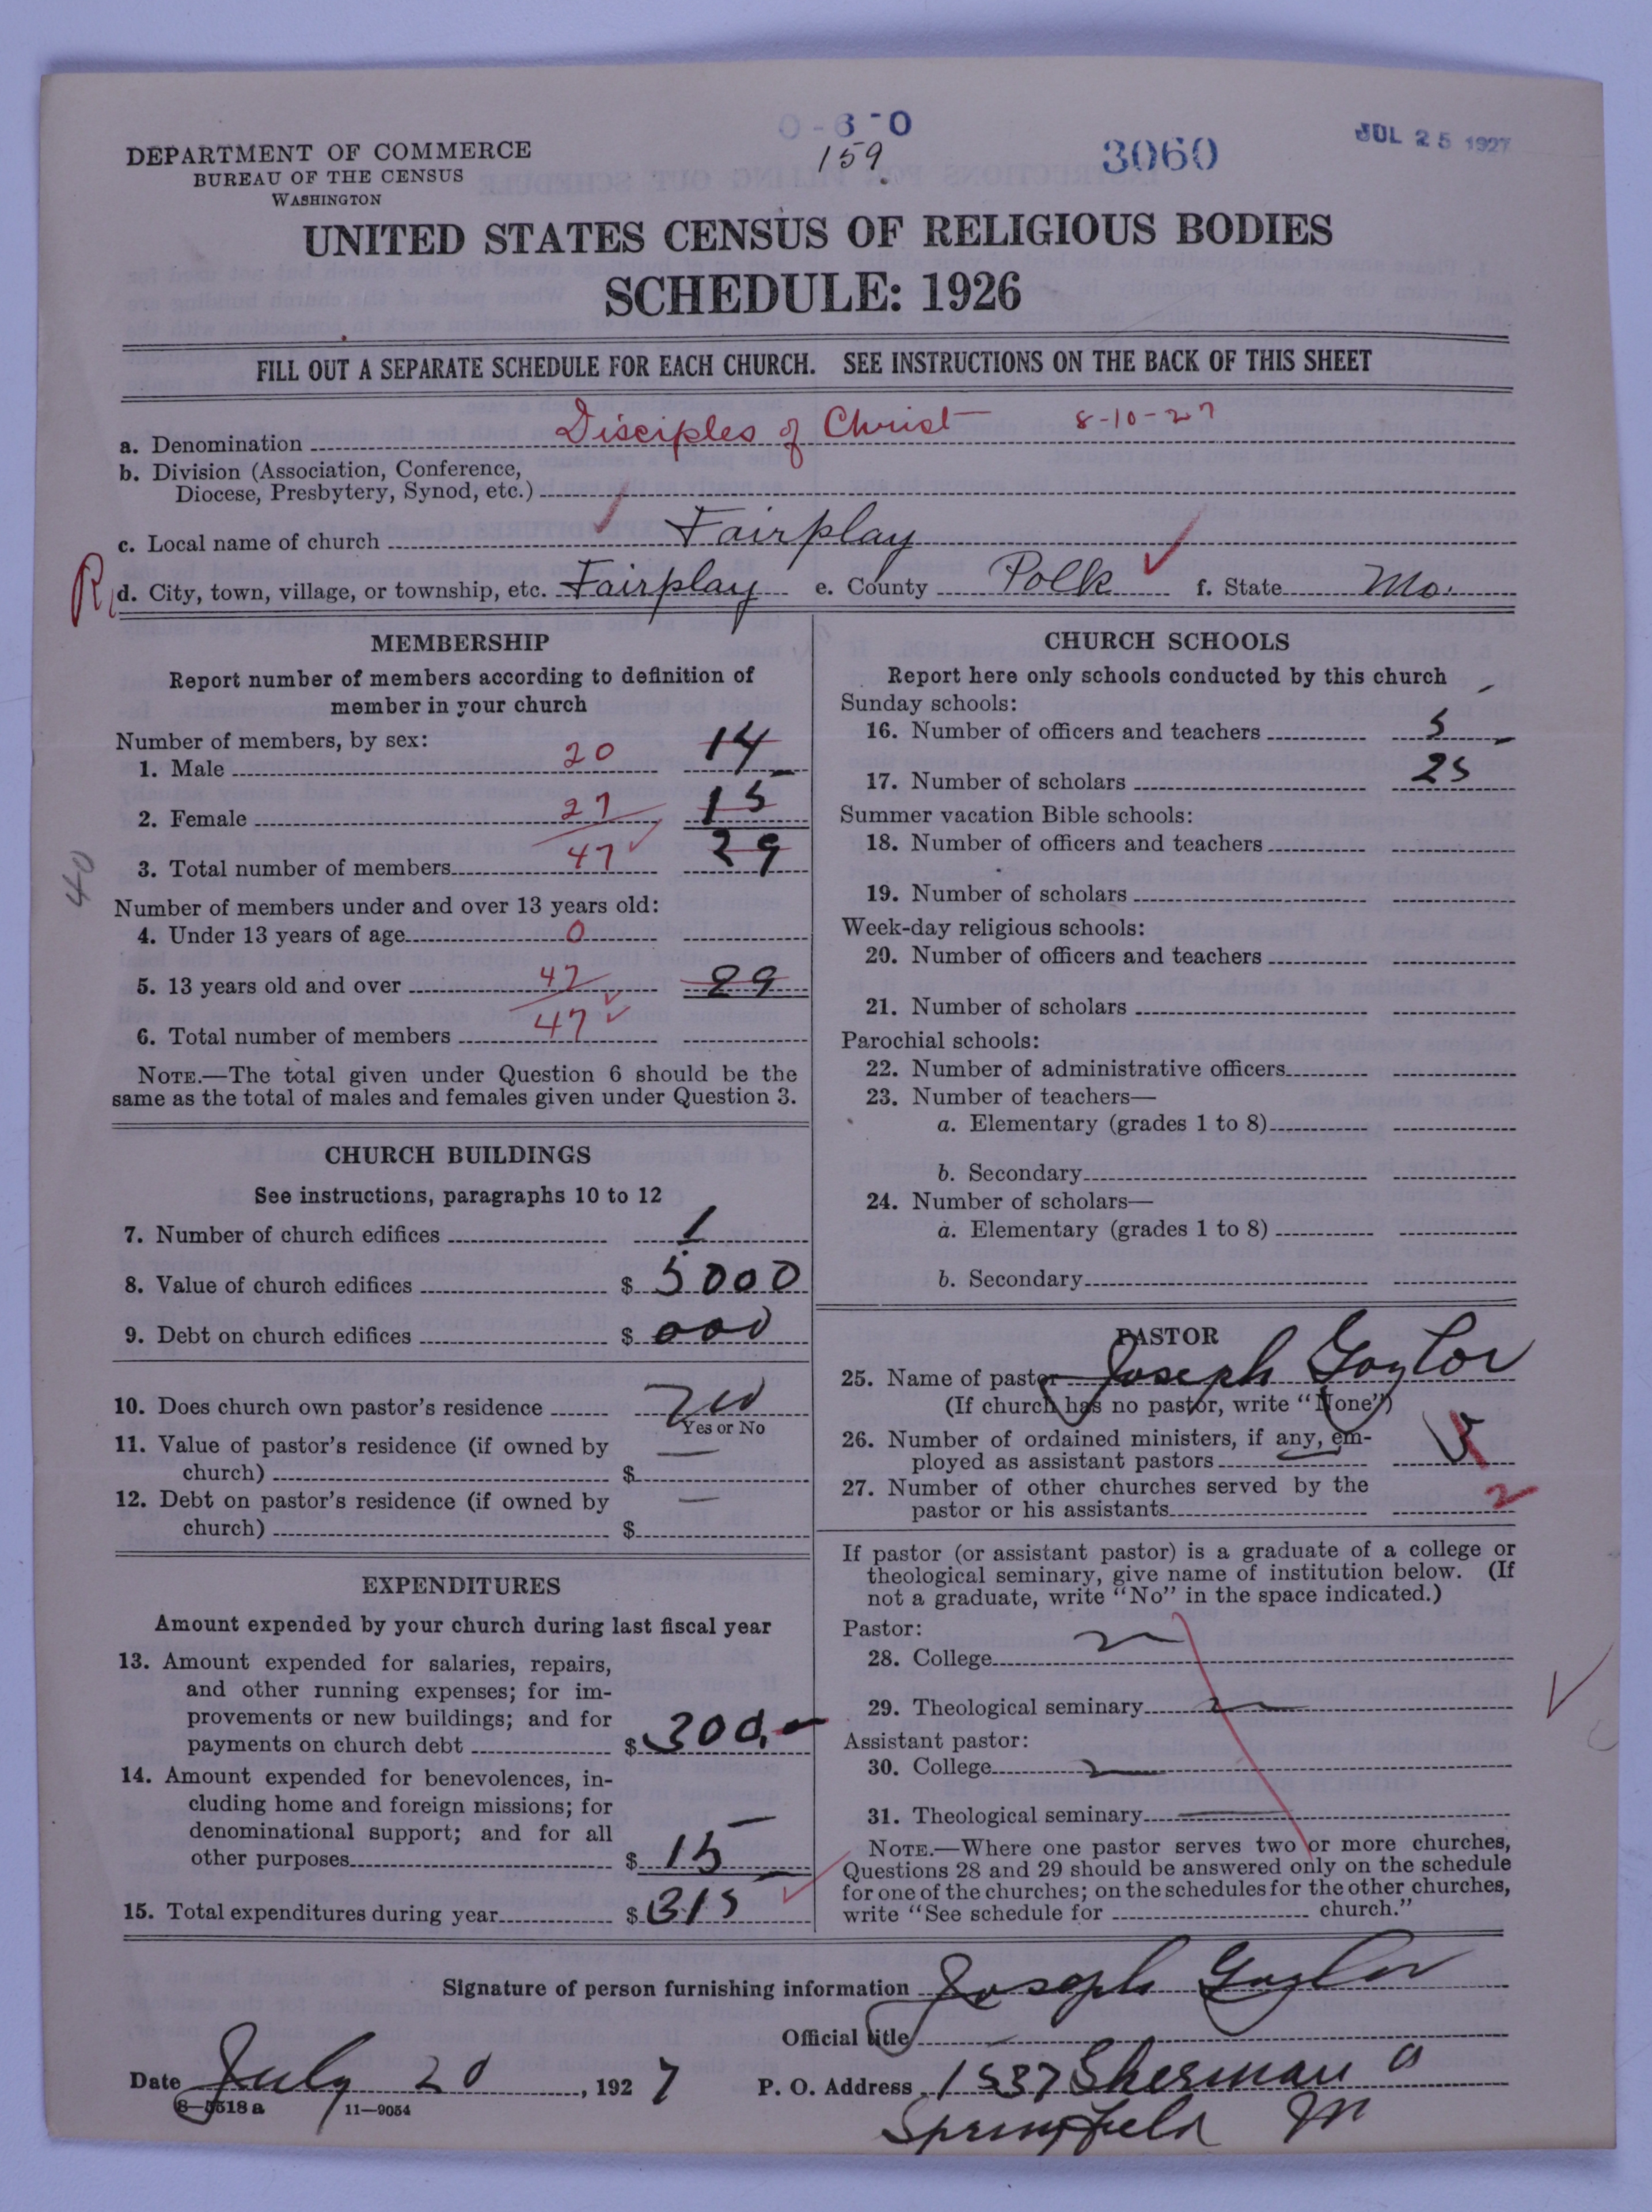 0-6-0
159
3060
JUL 25 1927
DEPARTMENT OF COMMERCE
BUREAU OF THE CENSUS
WASHINGTON
UNITED STATES CENSUS OF RELIGIOUS BODIES
SCHEDULE: 1926
FILL OUT A SEPARATE SCHEDULE FOR EACH CHURCH. SEE INSTRUCTIONS ON THE BACK OF THIS SHEET
a. Denomination Disciples of Christ 8-10-27
b. Division (Association, Conference,
Diocese, Presbytery, Synod, etc.)
c. Local name of church Fairplay
R
d. City, town, village, or township, etc. Fairplay e. County Polk f. State Mo.
MEMBERSHIP
Report number of members according to definition of
member in your church
Number of members, by sex:
1. Male 20 14
2. Female 27 15
3. Total number of members 47 29
40
Number of members under and over 13 years old:
4. Under 13 years of age 0
5. 13 years old and over 47 29
6. Total number of members 47
NOTE.—The total given under Question 6 should be the
same as the total of males and females given under Question 3.
CHURCH BUILDINGS
See instructions, paragraphs 10 to 12
7. Number of church edifices 1
8. Value of church edifices $ 5000
9. Debt on church edifices $ 000
10. Does church own pastor's residence no
Yes or No
11. Value of pastor's residence (if owned by
church) $ —
12. Debt on pastor's residence (if owned by
church) $ —
EXPENDITURES
Amount expended by your church during last fiscal year
13. Amount expended for salaries, repairs,
and other running expenses; for im-
provements or new buildings; and for
payments on church debt $ 300.—
14. Amount expended for benevolences, in-
cluding home and foreign missions; for
denominational support; and for all
other purposes $ 15
15. Total expenditures during year $ 315
CHURCH SCHOOLS
Report here only schools conducted by this church
Sunday schools:
16. Number of officers and teachers 5
17. Number of scholars 25
Summer vacation Bible schools:
18. Number of officers and teachers
19. Number of scholars
Week-day religious schools:
20. Number of officers and teachers
21. Number of scholars
Parochial schools:
22. Number of administrative officers
23. Number of teachers—
a. Elementary (grades 1 to 8)
b. Secondary
24. Number of scholars—
a. Elementary (grades 1 to 8)
b. Secondary
PASTOR
25. Name of pastor Joseph Gaylor
(If church has no pastor, write "None")
26. Number of ordained ministers, if any, em-
ployed as assistant pastors
27. Number of other churches served by the
pastor or his assistants 2
If pastor (or assistant pastor) is a graduate of a college or
theological seminary, give name of institution below. (If
not a graduate, write "No" in the space indicated.)
Pastor:
28. College
29. Theological seminary
Assistant pastor:
30. College
31. Theological seminary
NOTE.—Where one pastor serves two or more churches,
Questions 28 and 29 should be answered only on the schedule
for one of the churches; on the schedules for the other churches,
write "See schedule for church."
Signature of person furnishing information Joseph Gaylor
Official title
Date July 20, 1927 P. O. Address 1537 Sherman
Springfield M
8—5518 a 11—9054